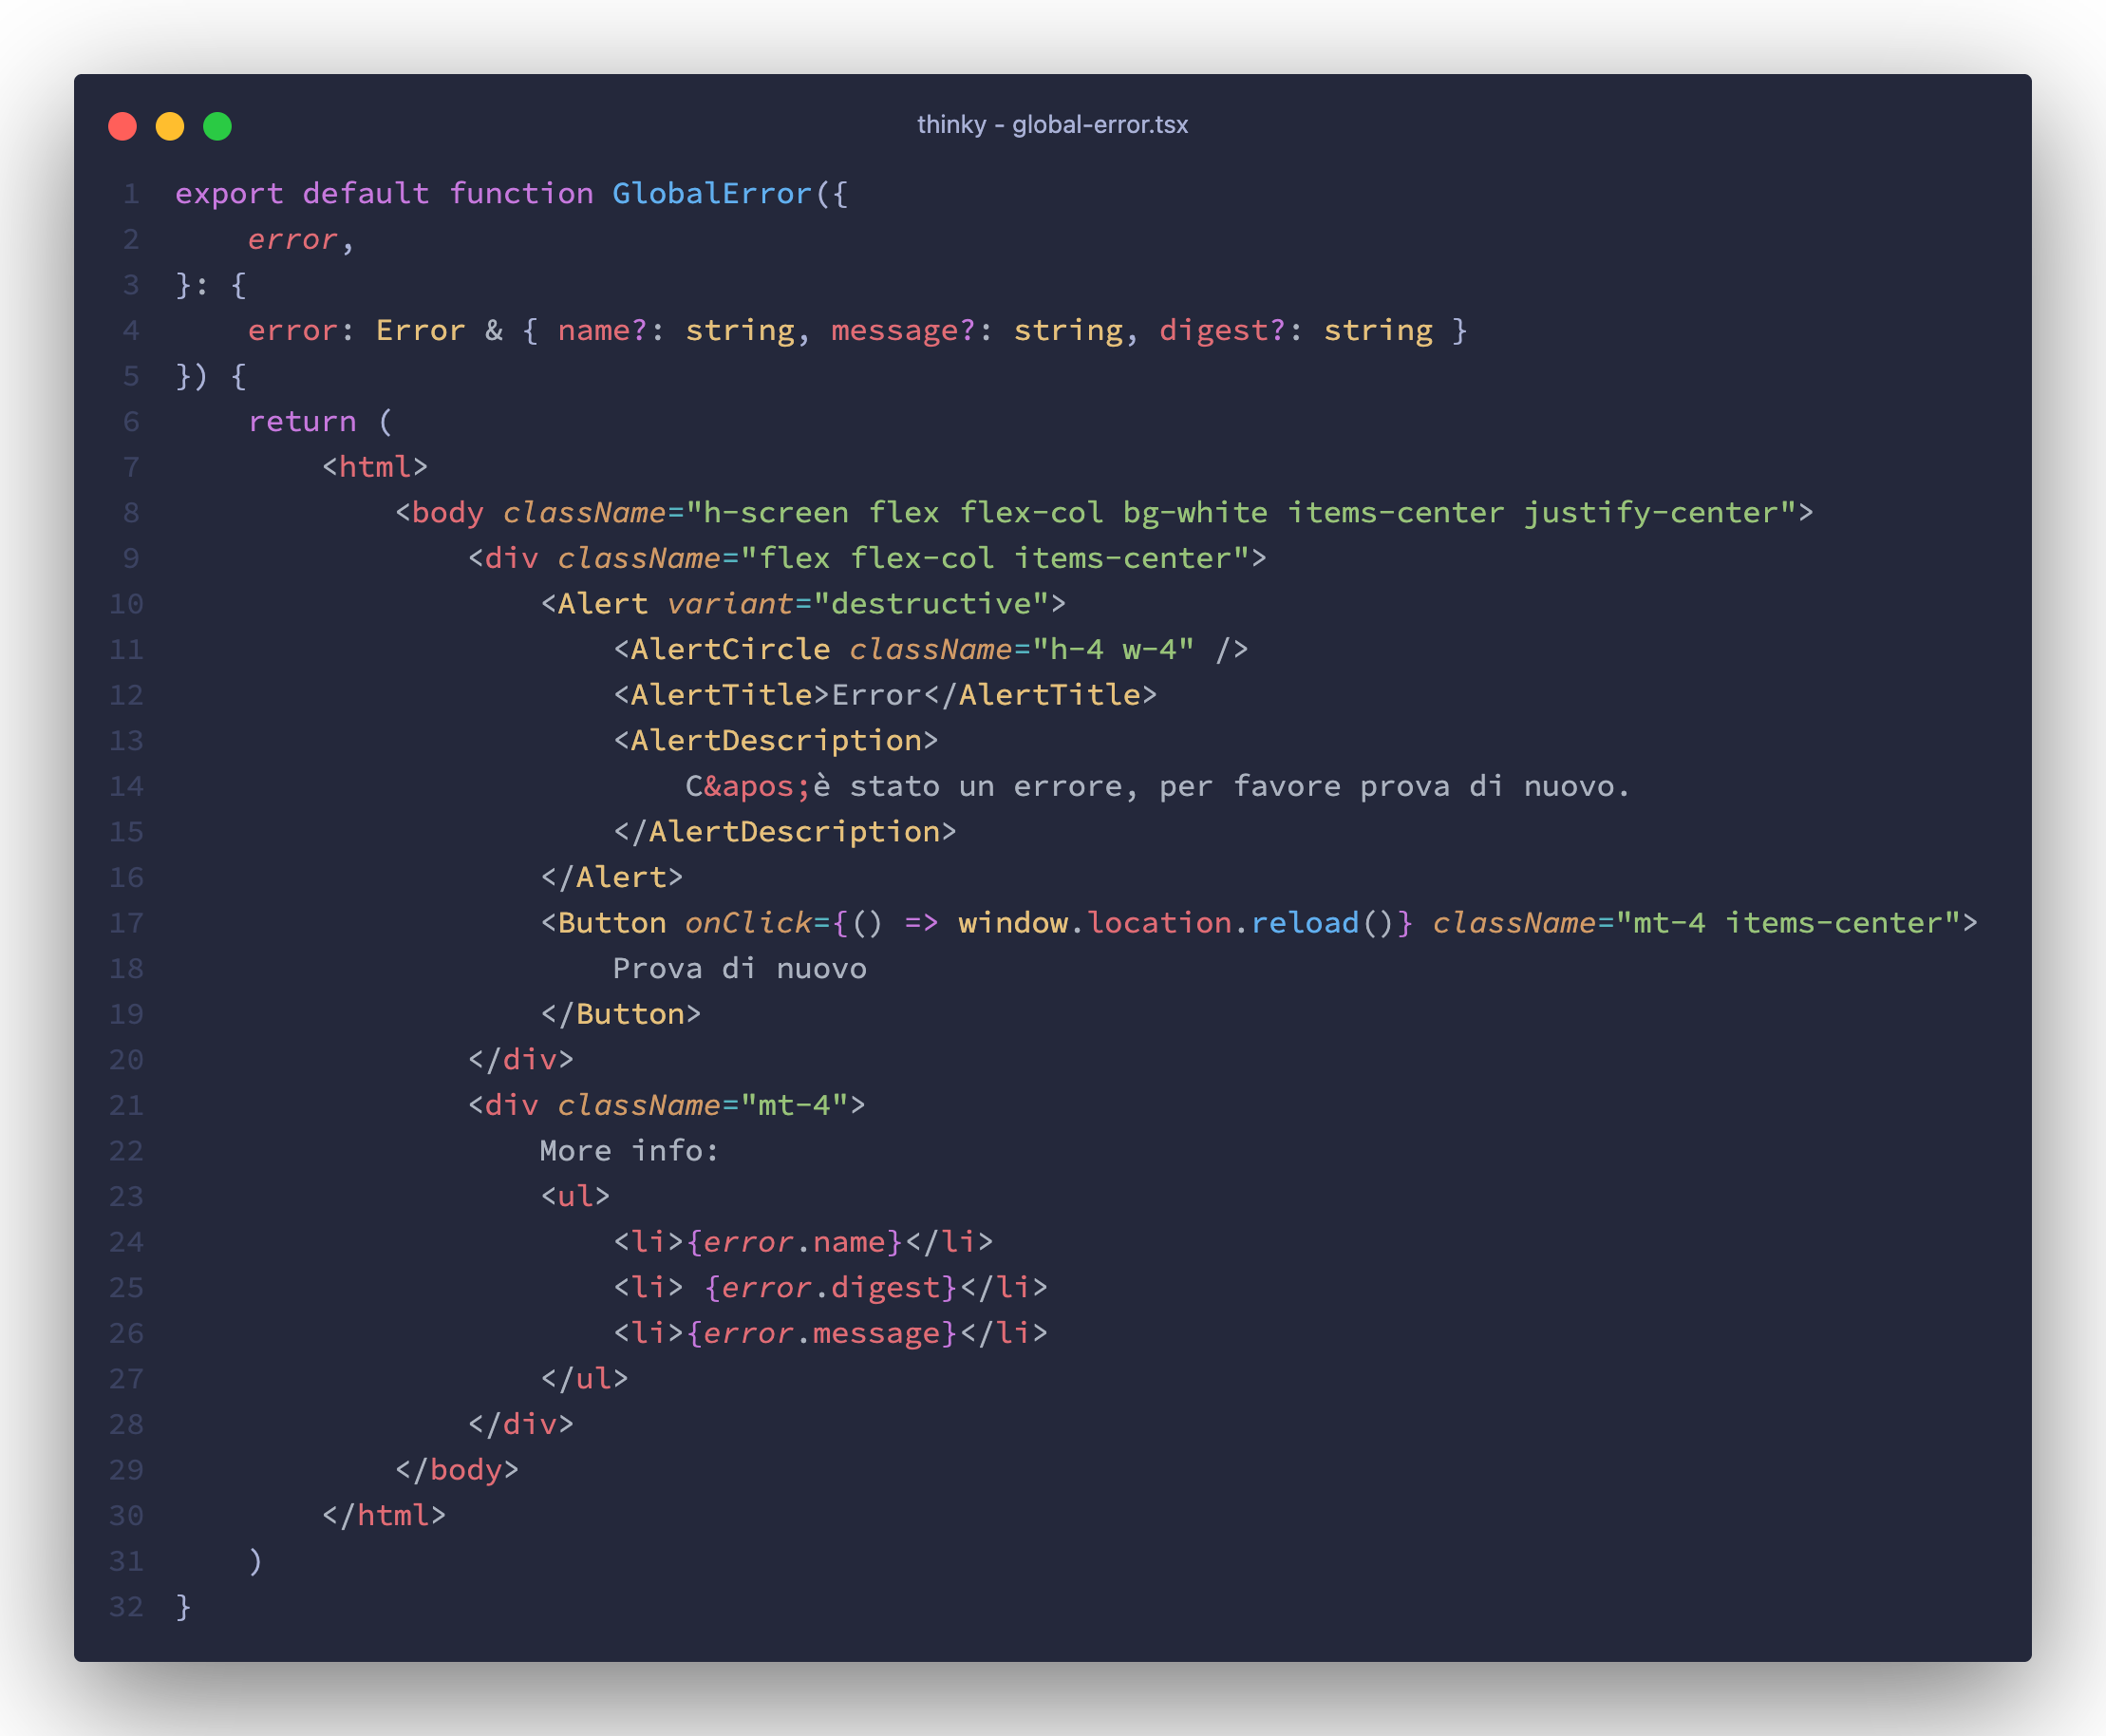 thinky - global-error.tsx
1 export default function GlobalError({
2     error,
3 }: {
4     error: Error & { name?: string, message?: string, digest?: string }
5 }) {
6     return (
7         <html>
8             <body className="h-screen flex flex-col bg-white items-center justify-center">
9                 <div className="flex flex-col items-center">
10                     <Alert variant="destructive">
11                         <AlertCircle className="h-4 w-4" />
12                         <AlertTitle>Error</AlertTitle>
13                         <AlertDescription>
14                             C&apos;è stato un errore, per favore prova di nuovo.
15                         </AlertDescription>
16                     </Alert>
17                     <Button onClick={() => window.location.reload()} className="mt-4 items-center">
18                         Prova di nuovo
19                     </Button>
20                 </div>
21                 <div className="mt-4">
22                     More info:
23                     <ul>
24                         <li>{error.name}</li>
25                         <li> {error.digest}</li>
26                         <li>{error.message}</li>
27                     </ul>
28                 </div>
29             </body>
30         </html>
31     )
32 }